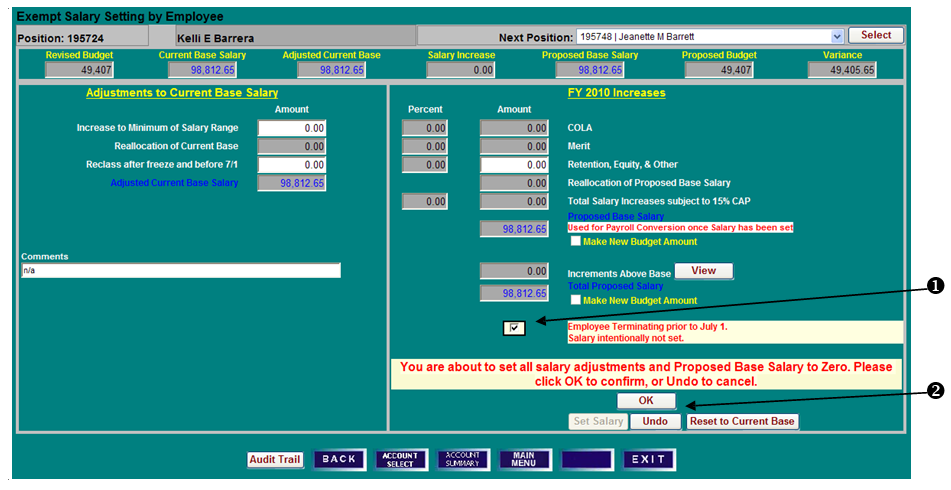 Exempt Salary Setting by Employee
Position: 195724 Kelli E Barrera Next Position: 195748 | Jeanette M Barrett Select
Revised Budget Current Base Salary Adjusted Current Base Salary Increase Proposed Base Salary Proposed Budget Variance
49,407 98,812.65 98,812.65 0.00 98,812.65 49,407 49,405.65
Adjustments to Current Base Salary
Amount
Increase to Minimum of Salary Range 0.00
Reallocation of Current Base 0.00
Reclass after freeze and before 7/1 0.00
Adjusted Current Base Salary 98,812.65
Comments
n/a
FY 2010 Increases
Percent Amount
0.00 0.00 COLA
0.00 0.00 Merit
0.00 0.00 Retention, Equity, & Other
0.00 Reallocation of Proposed Base Salary
0.00 0.00 Total Salary Increases subject to 15% CAP
Proposed Base Salary
98,812.65 Used for Payroll Conversion once Salary has been set
Make New Budget Amount
0.00 Increments Above Base View
Total Proposed Salary
98,812.65
Make New Budget Amount
❶
Employee Terminating prior to July 1.
Salary intentionally not set.
You are about to set all salary adjustments and Proposed Base Salary to Zero. Please
click OK to confirm, or Undo to cancel.
❷
OK
Set Salary Undo Reset to Current Base
Audit Trail BACK ACCOUNT SELECT ACCOUNT SUMMARY MAIN MENU EXIT